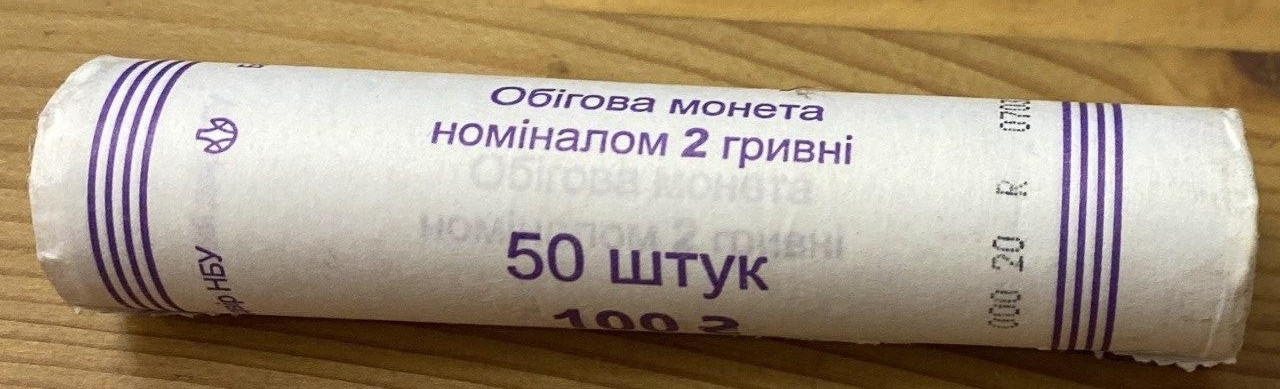 Обігова монета
номіналом 2 гривні
50 штук
НБУ
000 20 R